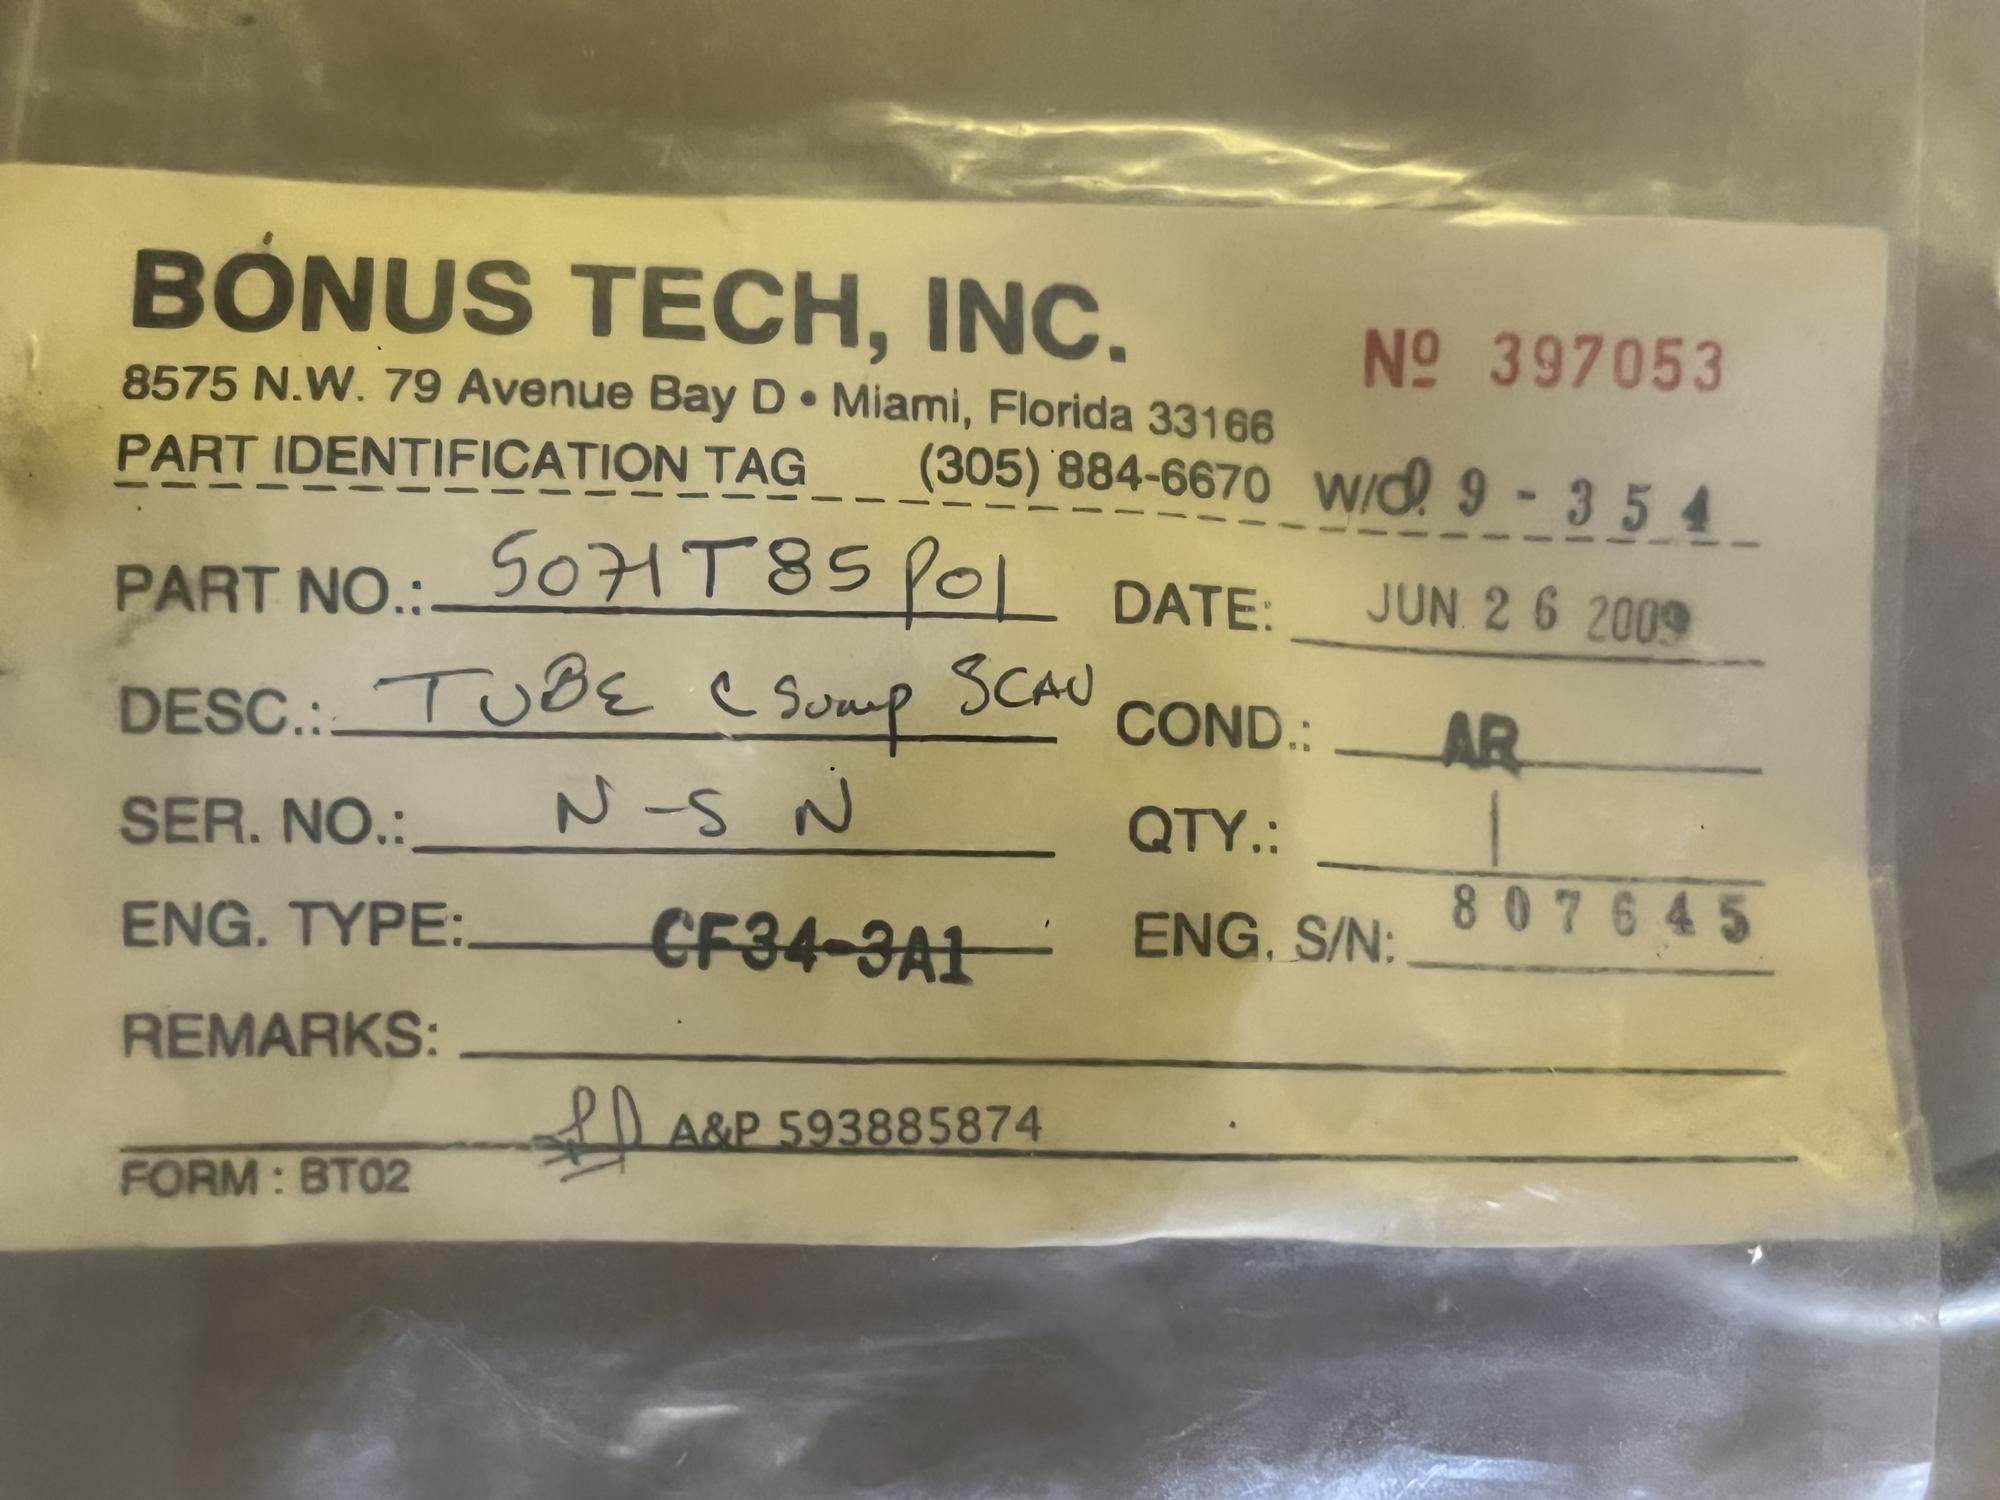 BONUS TECH, INC.
Nº 397053
8575 N.W. 79 Avenue Bay D • Miami, Florida 33166
PART IDENTIFICATION TAG (305) 884-6670 W/O. 9-354
PART NO.: 5071T85P01 DATE: JUN 26 2009
DESC.: TUBE C Sump SCAV COND.: AR
SER. NO.: N-SN QTY.: 1
ENG. TYPE: CF34-3A1 ENG. S/N: 807645
REMARKS:
A&P 593885874
FORM : BT02